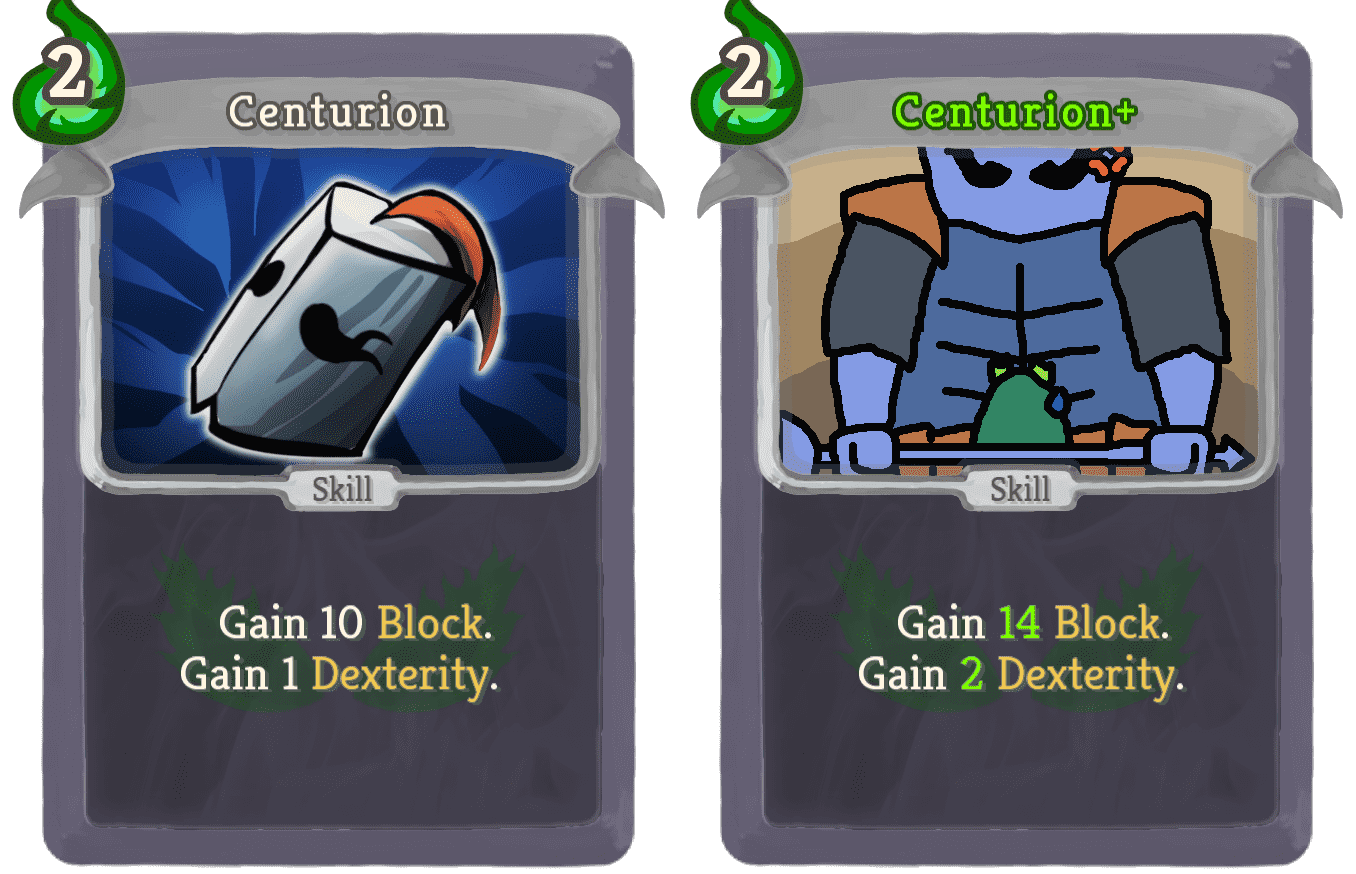 2
Centurion
Skill
Gain 10 Block.
Gain 1 Dexterity.
2
Centurion+
Skill
Gain 14 Block.
Gain 2 Dexterity.